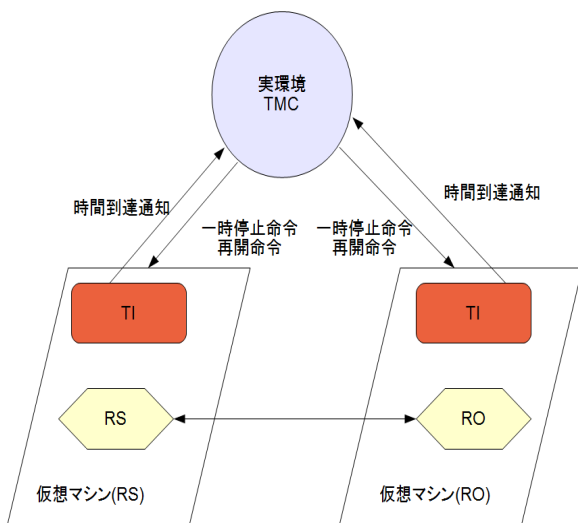 実環境
TMC
時間到達通知
時間到達通知
一時停止命令
再開命令
一時停止命令
再開命令
TI
TI
RS
RO
仮想マシン(RS)
仮想マシン(RO)